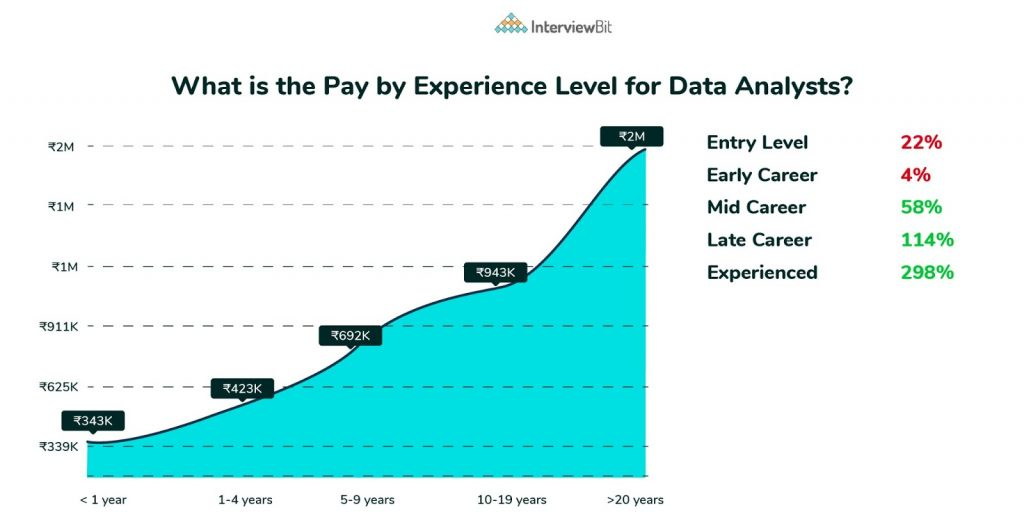 InterviewBit
What is the Pay by Experience Level for Data Analysts?
₹2M
₹1M
₹1M
₹911K
₹625K
₹339K
₹343K
₹423K
₹692K
₹943K
₹2M
< 1 year
1-4 years
5-9 years
10-19 years
>20 years
Entry Level 22%
Early Career 4%
Mid Career 58%
Late Career 114%
Experienced 298%